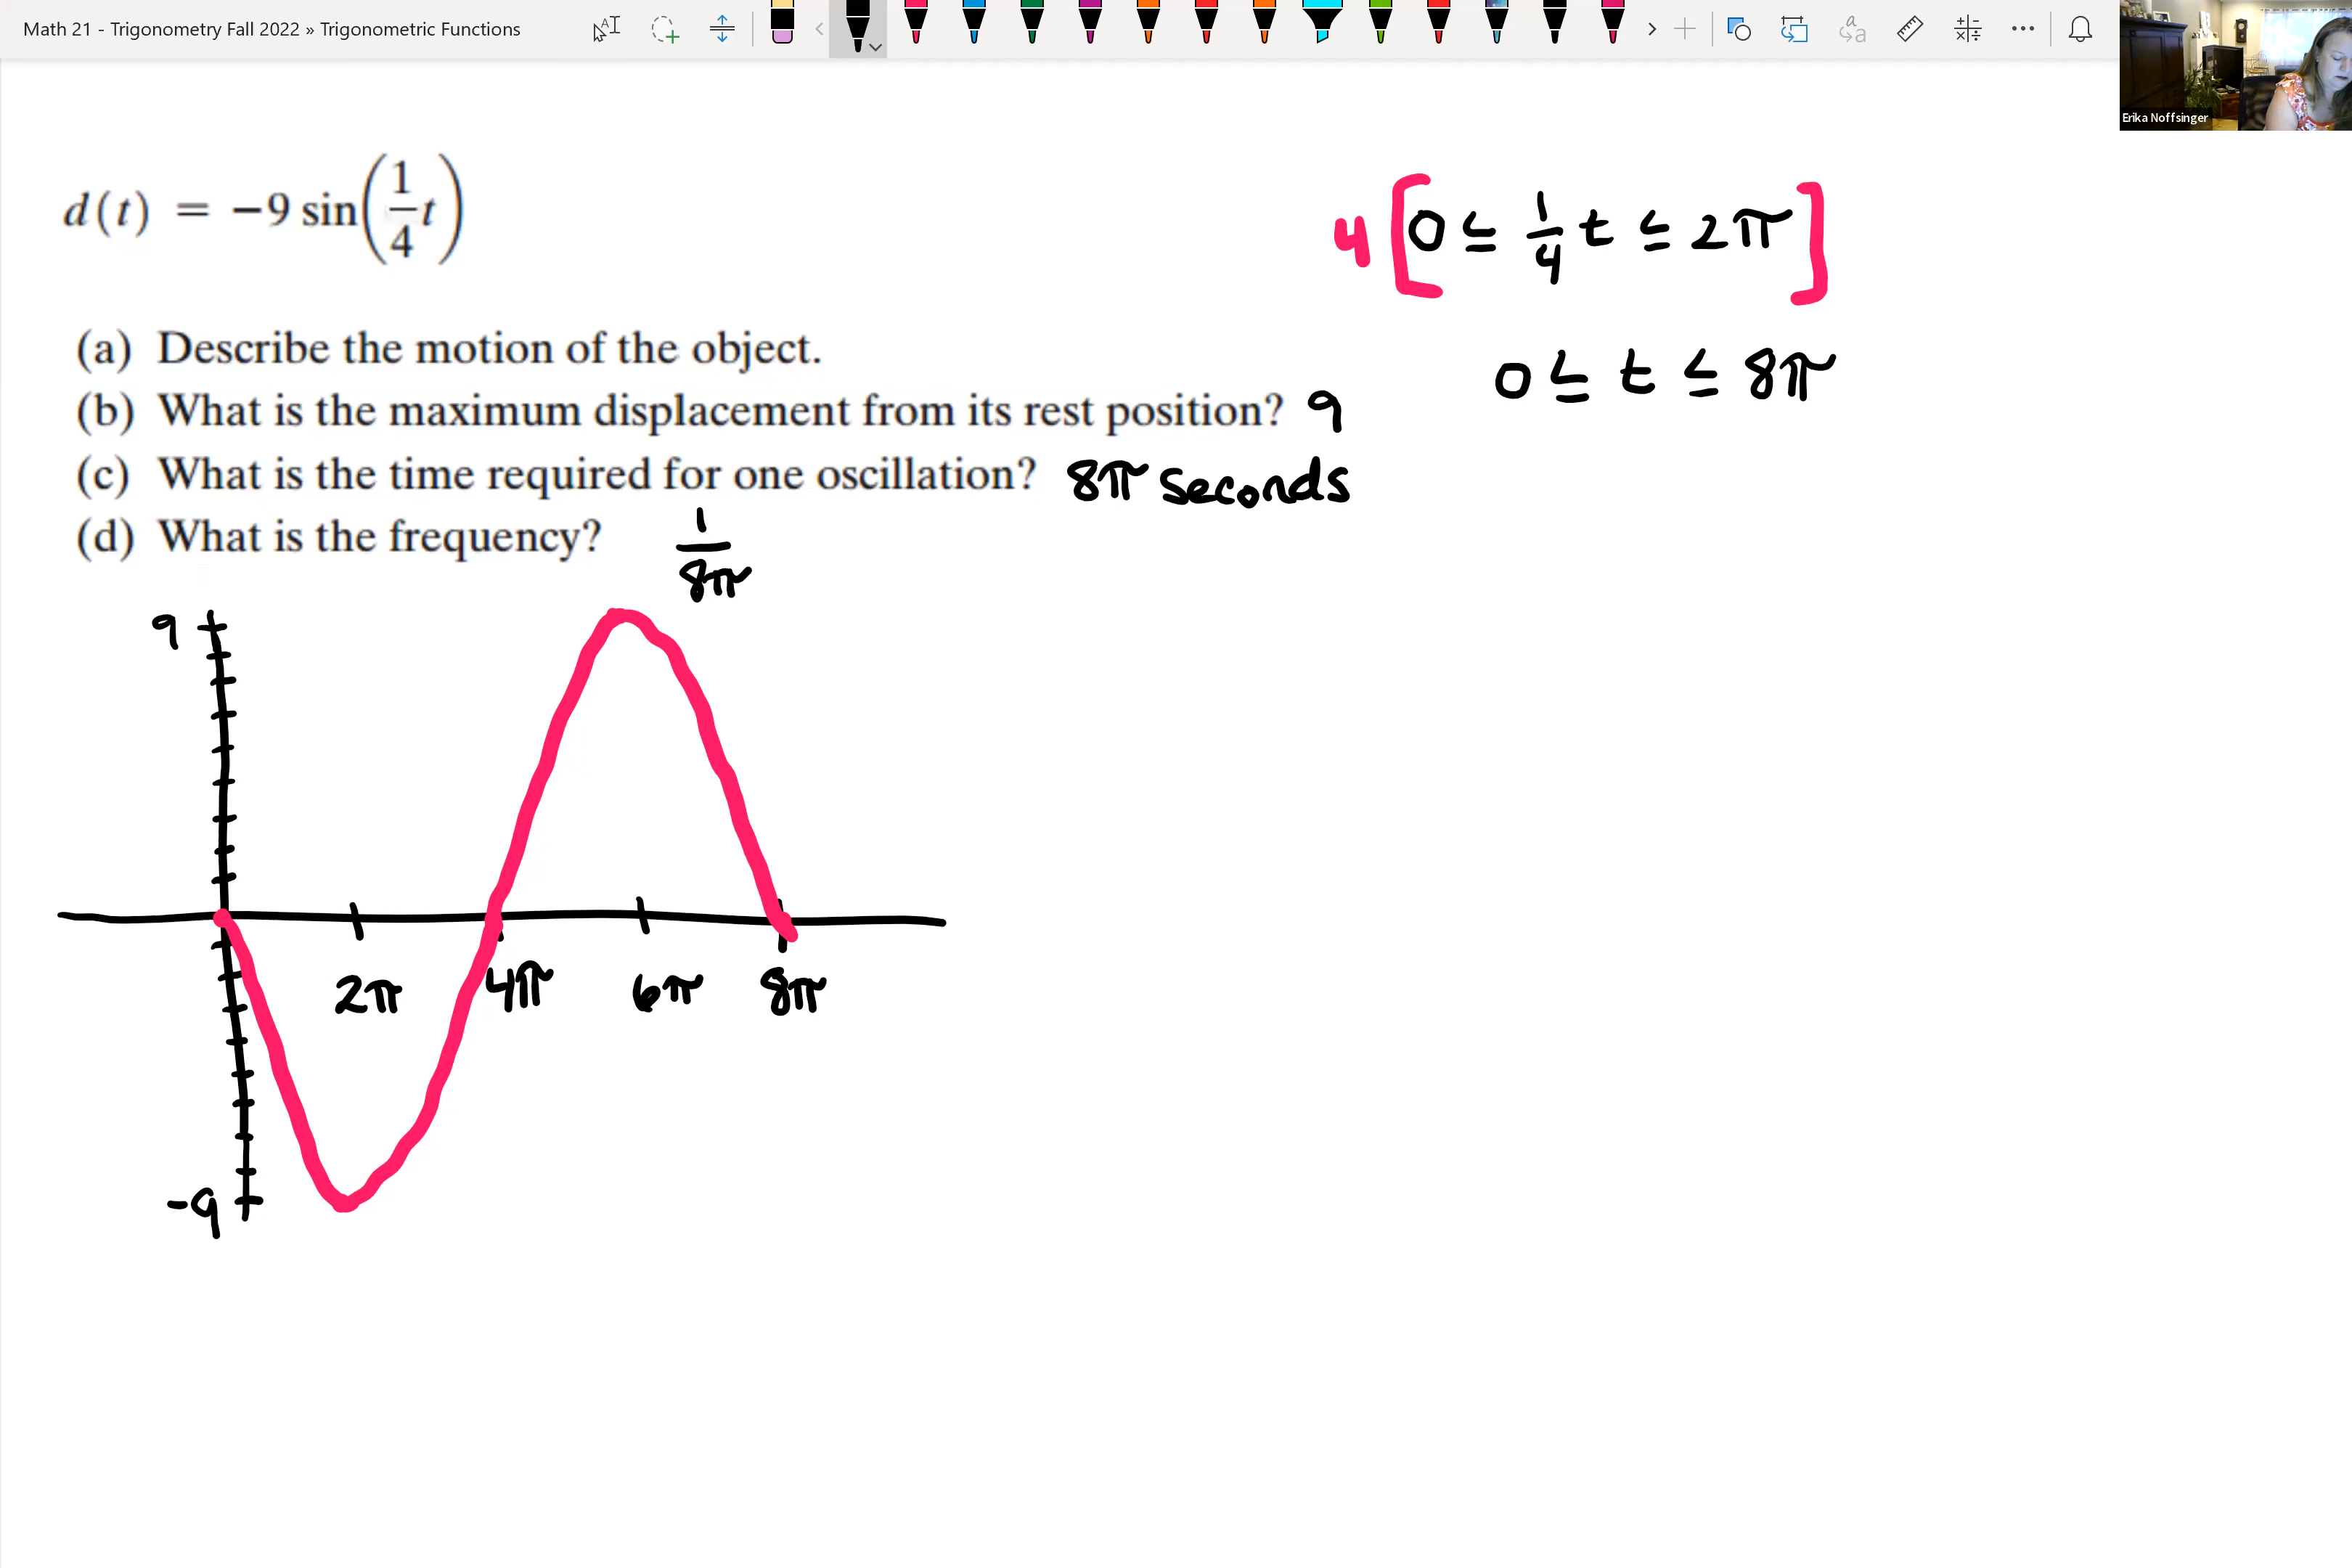 Math 21 - Trigonometry Fall 2022 » Trigonometric Functions
Erika Noffsinger
d(t) = −9 sin(1/4 t)
4[0 ≤ 1/4 t ≤ 2π]
0 ≤ t ≤ 8π
(a) Describe the motion of the object.
(b) What is the maximum displacement from its rest position? 9
(c) What is the time required for one oscillation? 8π seconds
(d) What is the frequency? 1/8π
9
2π 4π 6π 8π
-9